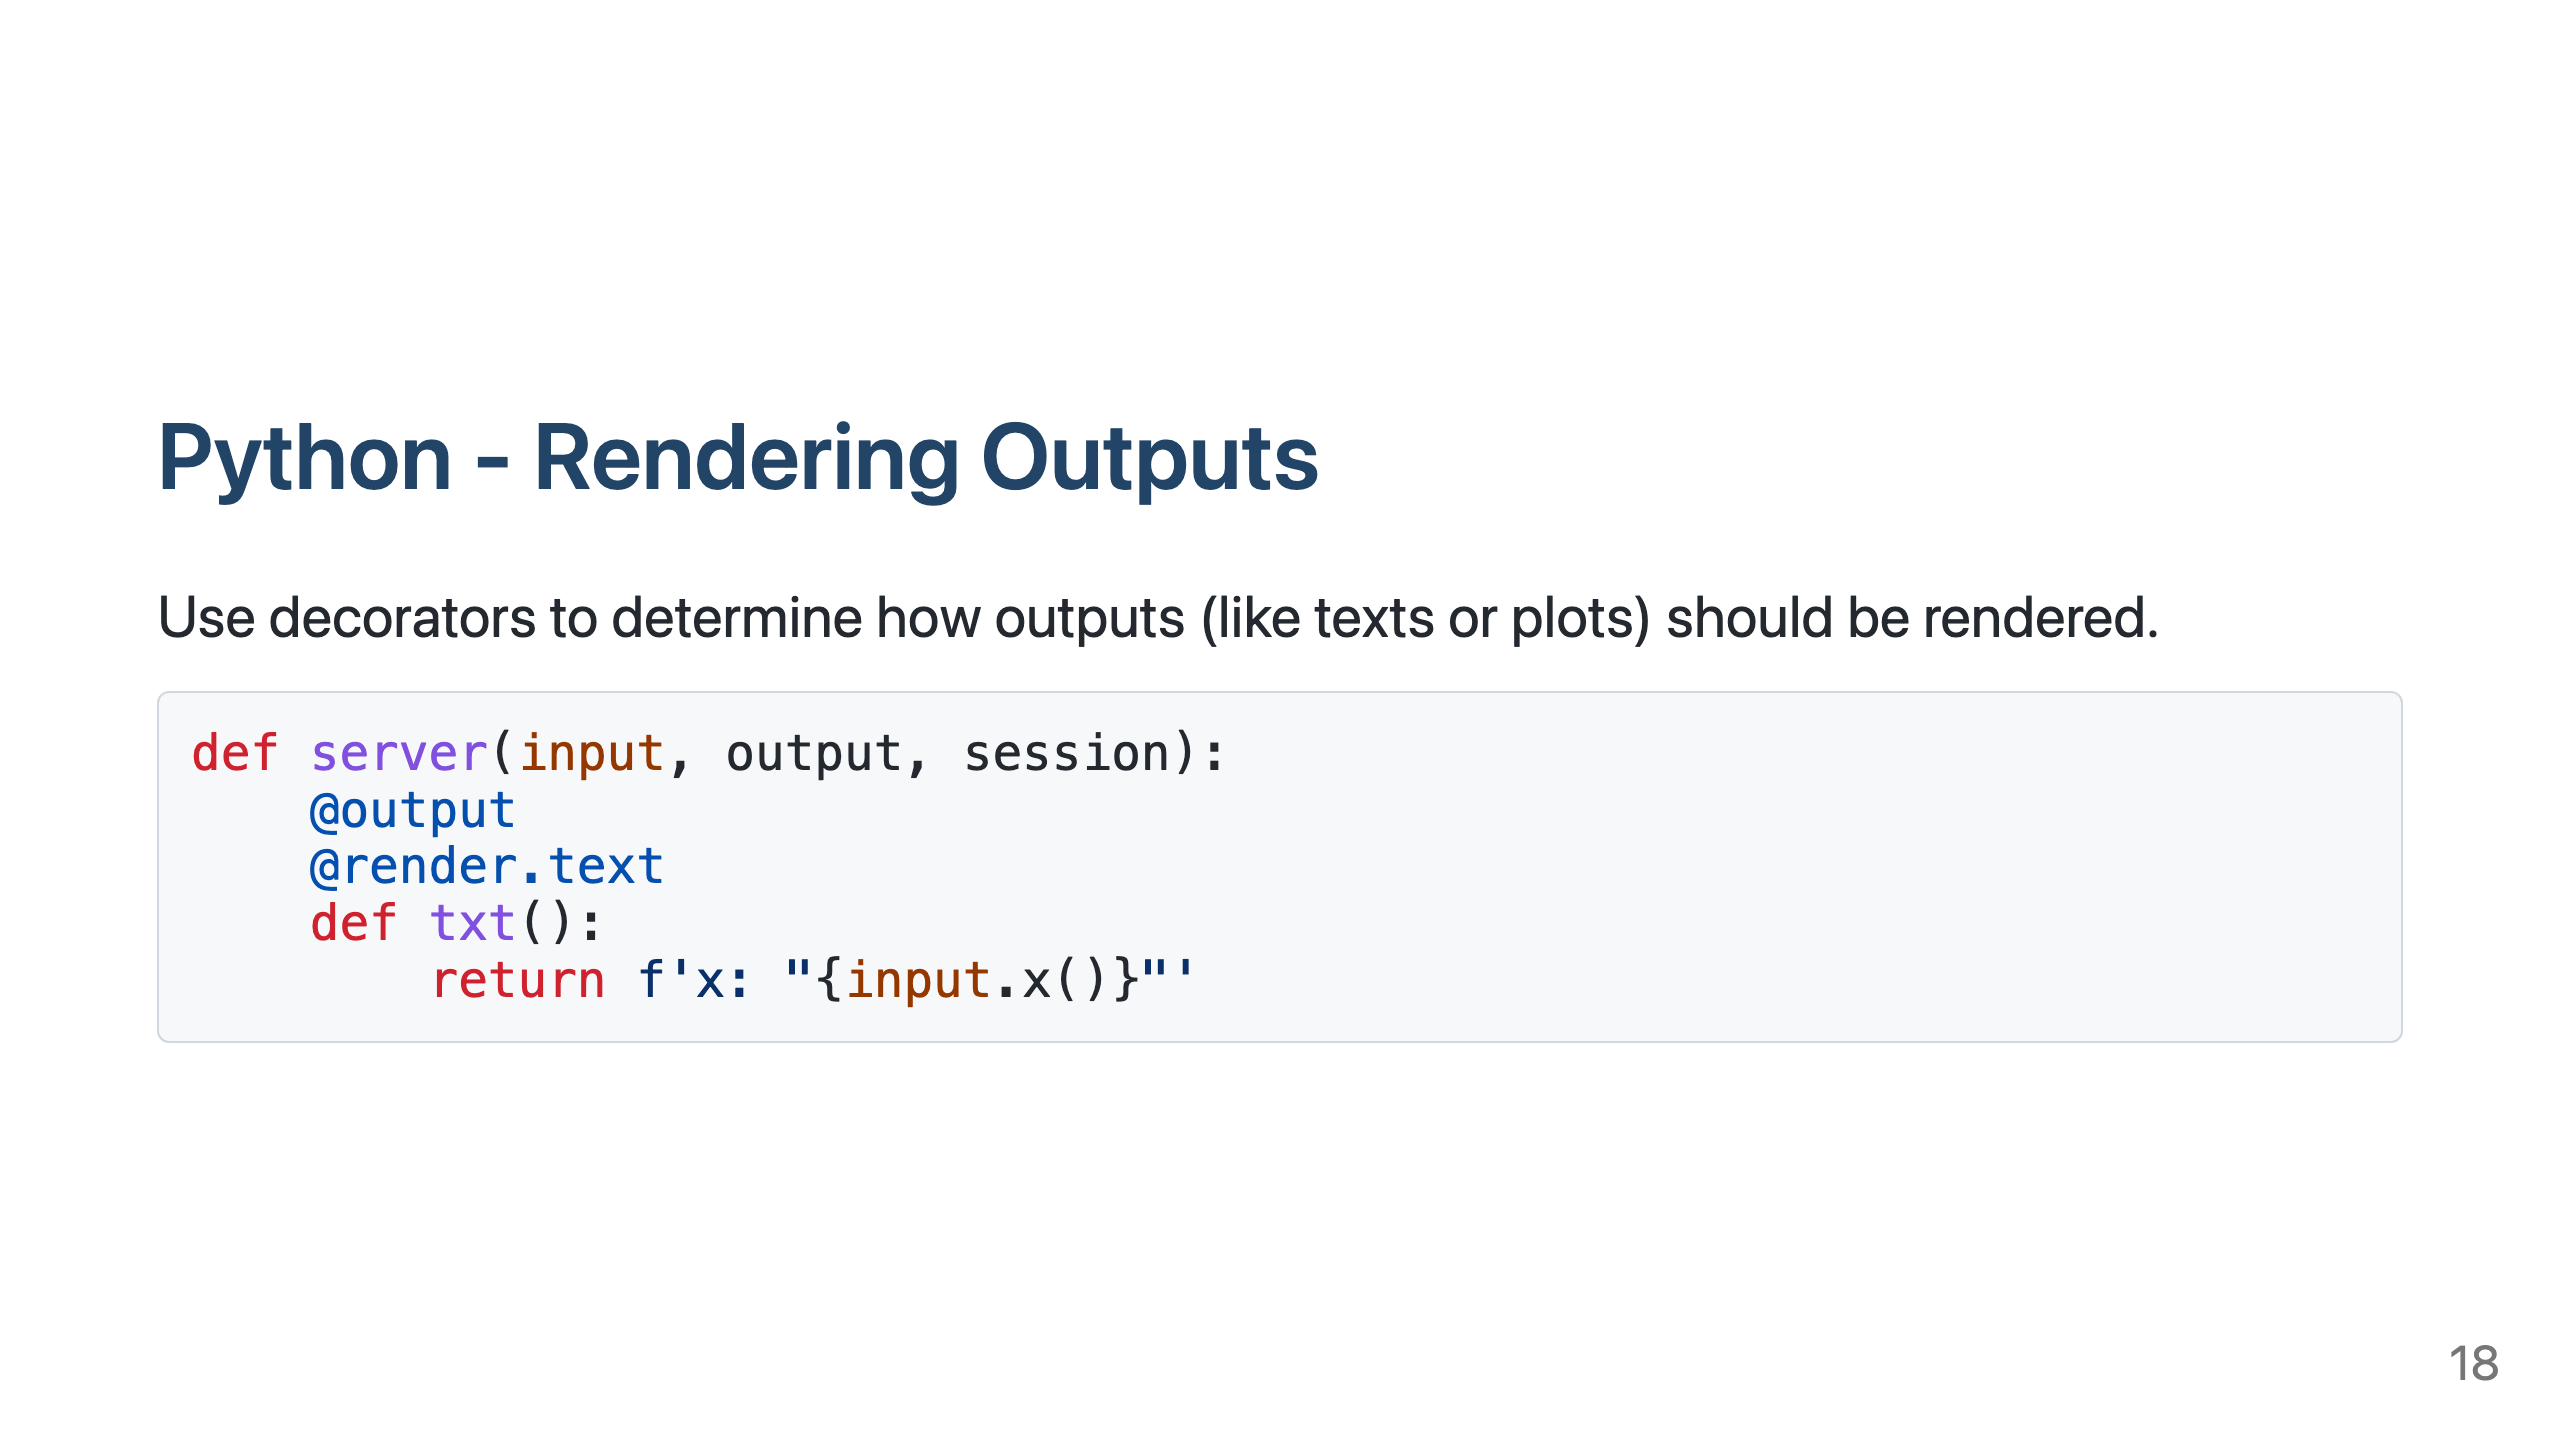 Python - Rendering Outputs
Use decorators to determine how outputs (like texts or plots) should be rendered.
def server(input, output, session):
    @output
    @render.text
    def txt():
        return f'x: "{input.x()}"'
18